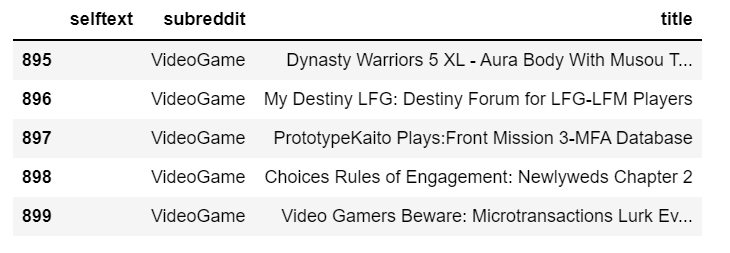 selftext subreddit title
895 VideoGame Dynasty Warriors 5 XL - Aura Body With Musou T...
896 VideoGame My Destiny LFG: Destiny Forum for LFG-LFM Players
897 VideoGame PrototypeKaito Plays:Front Mission 3-MFA Database
898 VideoGame Choices Rules of Engagement: Newlyweds Chapter 2
899 VideoGame Video Gamers Beware: Microtransactions Lurk Ev...